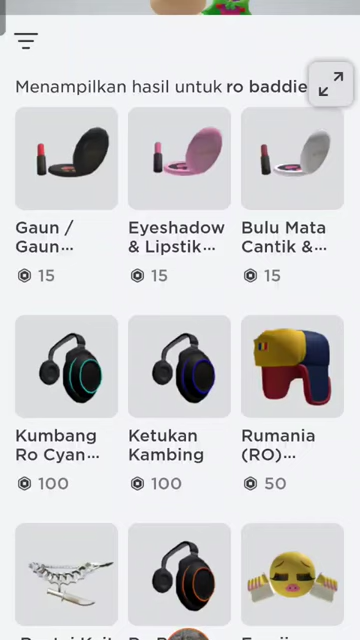 Menampilkan hasil untuk ro baddie
Gaun /
Gaun...
15
Eyeshadow
& Lipstik...
15
Bulu Mata
Cantik &...
15
Kumbang
Ro Cyan...
100
Ketukan
Kambing
100
Rumania
(RO)...
50